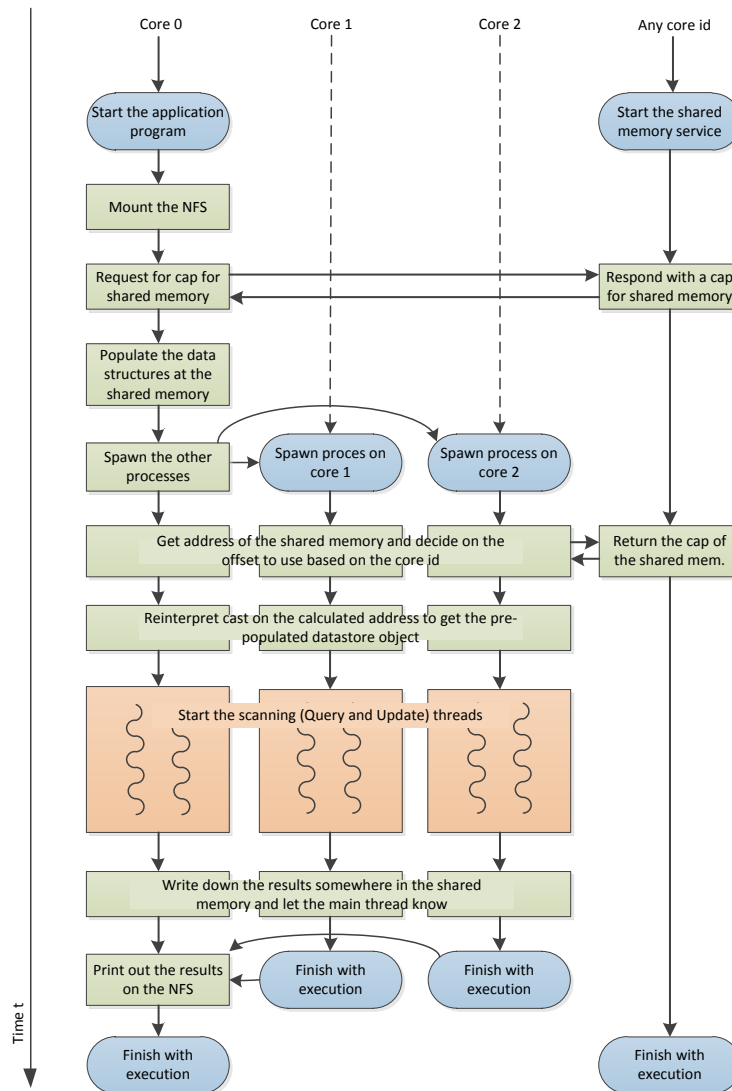 Core 0
Core 1
Core 2
Any core id
Start the application
program
Start the shared
memory service
Mount the NFS
Request for cap for
shared memory
Respond with a cap
for shared memory
Populate the data
structures at the
shared memory
Spawn the other
processes
Spawn proces on
core 1
Spawn process on
core 2
Get address of the shared memory and decide on the
offset to use based on the core id
Return the cap of
the shared mem.
Reinterpret cast on the calculated address to get the pre-
populated datastore object
Start the scanning (Query and Update) threads
Write down the results somewhere in the shared
memory and let the main thread know
Print out the results
on the NFS
Finish with
execution
Finish with
execution
Time t
Finish with
execution
Finish with
execution